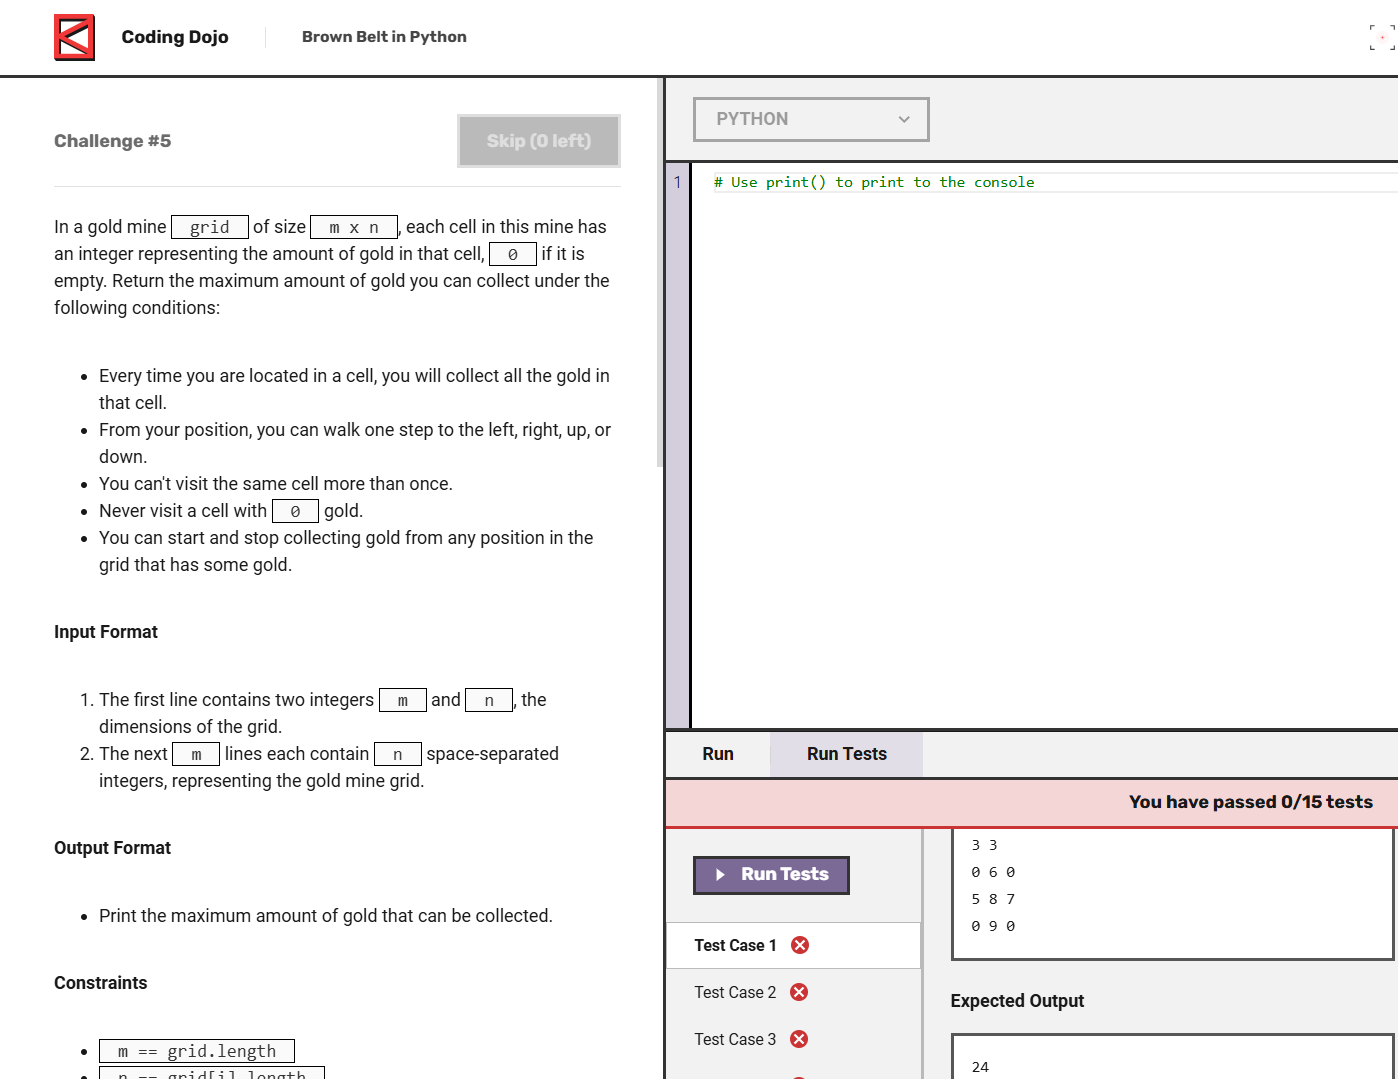 Coding Dojo
Brown Belt in Python
Challenge #5
Skip (0 left)
In a gold mine grid of size m x n, each cell in this mine has
an integer representing the amount of gold in that cell, 0 if it is
empty. Return the maximum amount of gold you can collect under the
following conditions:
• Every time you are located in a cell, you will collect all the gold in
that cell.
• From your position, you can walk one step to the left, right, up, or
down.
• You can't visit the same cell more than once.
• Never visit a cell with 0 gold.
• You can start and stop collecting gold from any position in the
grid that has some gold.
Input Format
1. The first line contains two integers m and n, the
dimensions of the grid.
2. The next m lines each contain n space-separated
integers, representing the gold mine grid.
Output Format
• Print the maximum amount of gold that can be collected.
Constraints
• m == grid.length
• n == grid[i].length
PYTHON
1 # Use print() to print to the console
Run
Run Tests
You have passed 0/15 tests
Run Tests
Test Case 1
Test Case 2
Test Case 3
3 3
0 6 0
5 8 7
0 9 0
Expected Output
24